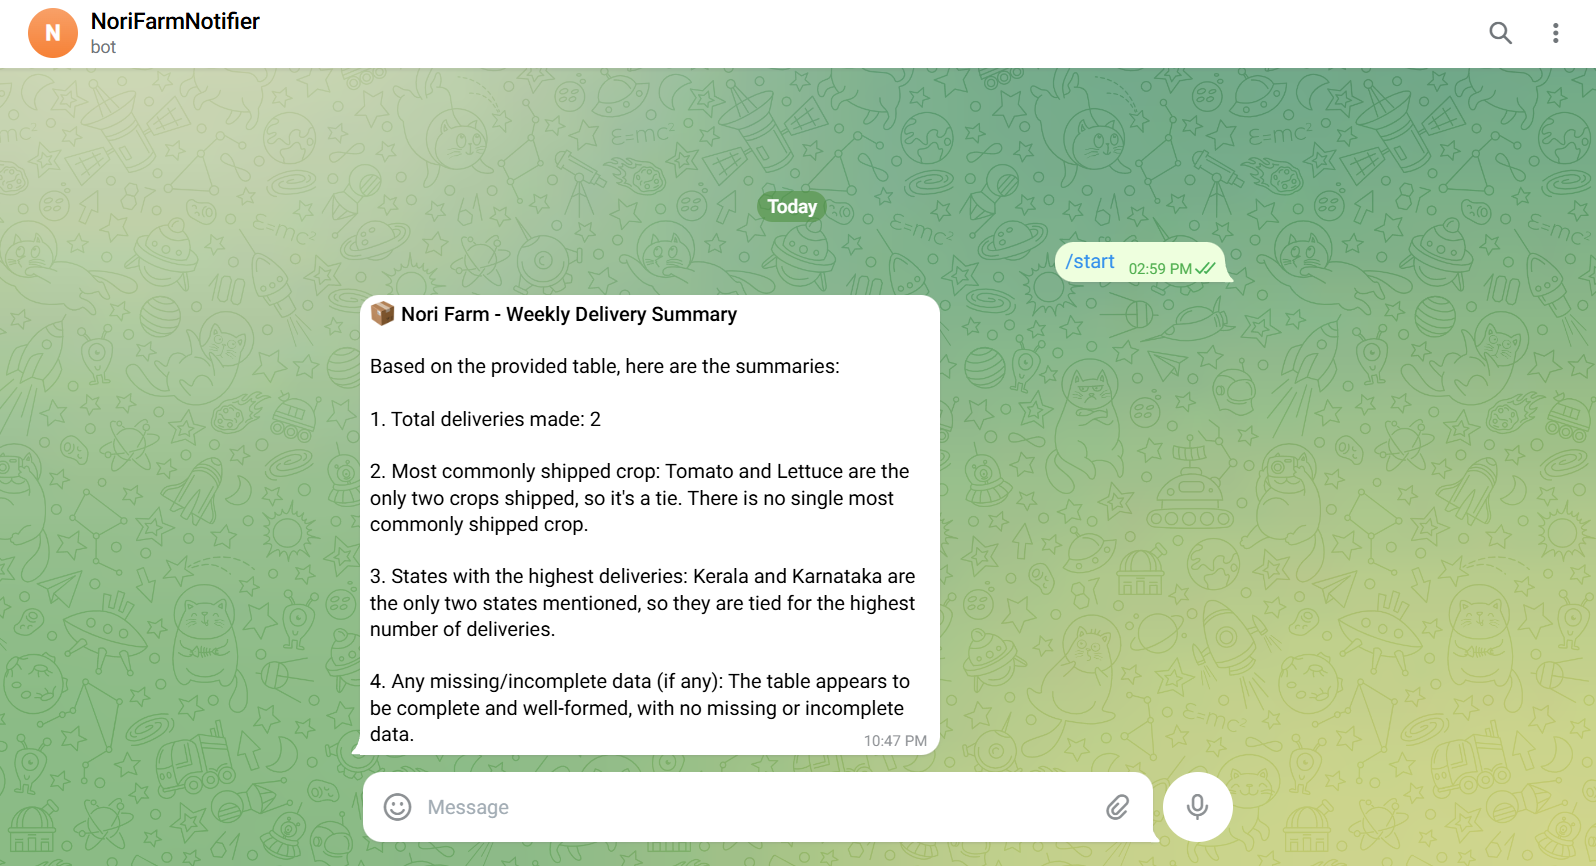 N
NoriFarmNotifier
bot
Today
/start 02:59 PM
Nori Farm - Weekly Delivery Summary
Based on the provided table, here are the summaries:
1. Total deliveries made: 2
2. Most commonly shipped crop: Tomato and Lettuce are the
only two crops shipped, so it's a tie. There is no single most
commonly shipped crop.
3. States with the highest deliveries: Kerala and Karnataka are
the only two states mentioned, so they are tied for the highest
number of deliveries.
4. Any missing/incomplete data (if any): The table appears to
be complete and well-formed, with no missing or incomplete
data.
10:47 PM
Message